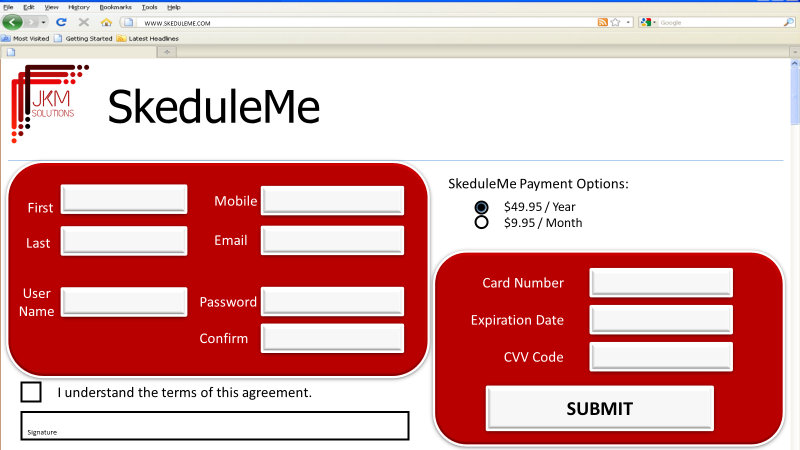 File Edit View History Bookmarks Tools Help
WWW.SKEDULEME.COM
Google
Most Visited Getting Started Latest Headlines
JKM
SOLUTIONS
SkeduleMe
First
Last
User
Name
Mobile
Email
Password
Confirm
I understand the terms of this agreement.
Signature
SkeduleMe Payment Options:
$49.95 / Year
$9.95 / Month
Card Number
Expiration Date
CVV Code
SUBMIT